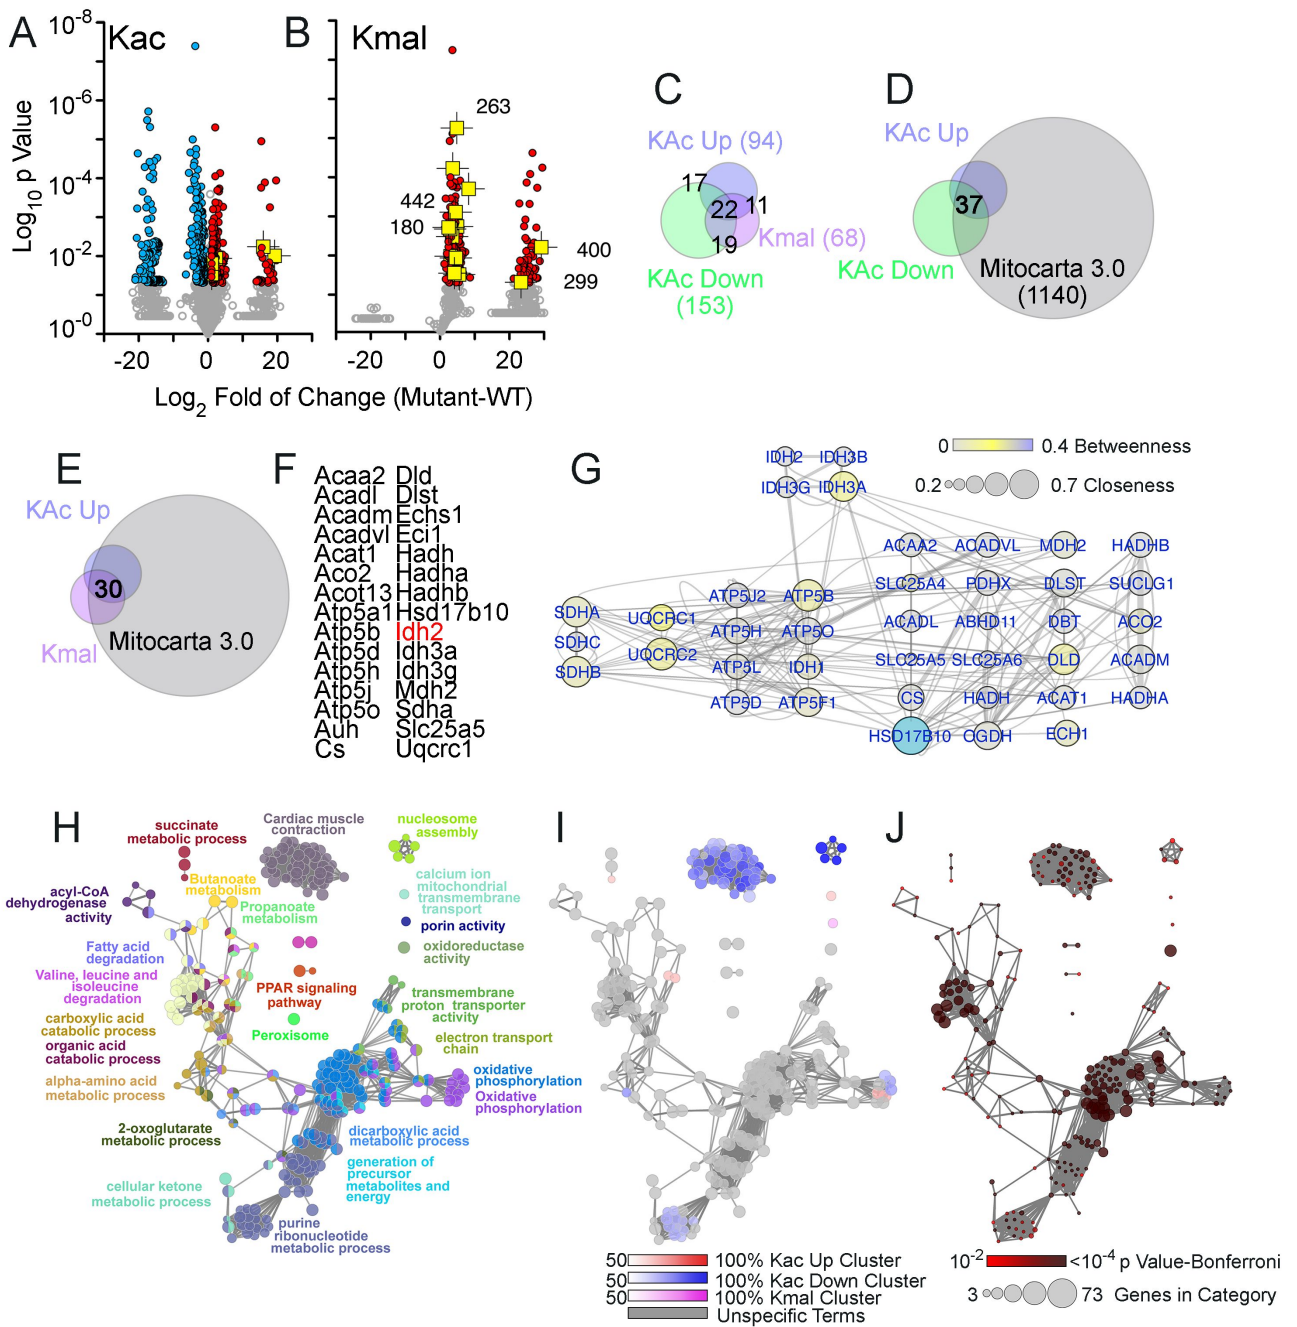 A
Kac
B
Kmal
10-8
10-6
10-4
10-2
10-0
Log10 p Value
-20
0
20
-20
0
20
Log2 Fold of Change (Mutant-WT)
263
442
180
400
299
C
KAc Up (94)
17
22
11
19
Kmal (68)
KAc Down
(153)
D
KAc Up
37
KAc Down
Mitocarta 3.0
(1140)
E
KAc Up
30
Kmal
Mitocarta 3.0
F
Acaa2 Dld
Acadl Dlst
Acadm Echs1
Acadvl Eci1
Acat1 Hadh
Aco2 Hadha
Acot13 Hadhb
Atp5a1 Hsd17b10
Atp5b Idh2
Atp5d Idh3a
Atp5h Idh3g
Atp5j Mdh2
Atp5o Sdha
Auh Slc25a5
Cs Uqcrc1
G
0 0.4 Betweenness
0.2 0.7 Closeness
IDH2 IDH3B
IDH3G IDH3A
ACAA2 ACADVL MDH2 HADHB
SLC25A4 PDHX DLST SUCLG1
ACADL ABHD11 DBT ACO2
SLC25A5 SLC25A6 DLD ACADM
CS HADH ACAT1 HADHA
HSD17B10 OGDH ECH1
ATP5J2 ATP5B
ATP5H ATP5O
ATP5L IDH1
ATP5D ATP5F1
UQCRC1
UQCRC2
SDHA
SDHC
SDHB
H
succinate
metabolic process
Cardiac muscle
contraction
nucleosome
assembly
acyl-CoA
dehydrogenase
activity
Butanoate
metabolism
Propanoate
metabolism
calcium ion
mitochondrial
transmembrane
transport
porin activity
oxidoreductase
activity
Fatty acid
degradation
Valine, leucine and
isoleucine
degradation
PPAR signaling
pathway
Peroxisome
transmembrane
proton transporter
activity
carboxylic acid
catabolic process
organic acid
catabolic process
electron transport
chain
alpha-amino acid
metabolic process
oxidative
phosphorylation
Oxidative
phosphorylation
2-oxoglutarate
metabolic process
dicarboxylic acid
metabolic process
generation of
precursor
metabolites and
energy
cellular ketone
metabolic process
purine
ribonucleotide
metabolic process
I
50 100% Kac Up Cluster
50 100% Kac Down Cluster
50 100% Kmal Cluster
Unspecific Terms
J
10-2 <10-4 p Value-Bonferroni
3 73 Genes in Category